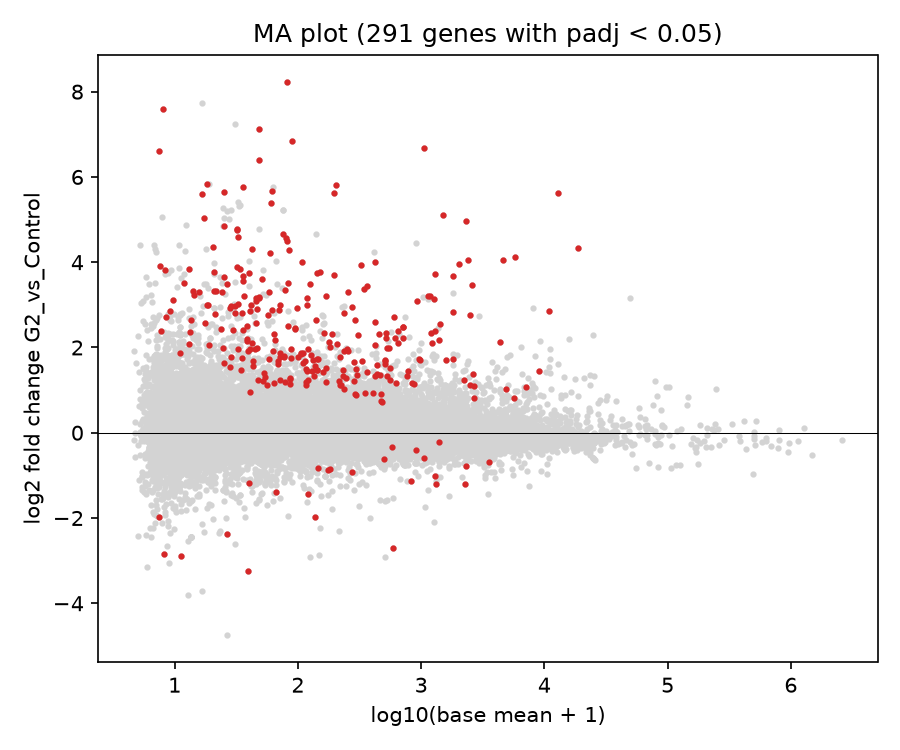 MA plot (291 genes with padj < 0.05)
log2 fold change G2_vs_Control
8
6
4
2
0
−2
−4
1 2 3 4 5 6
log10(base mean + 1)